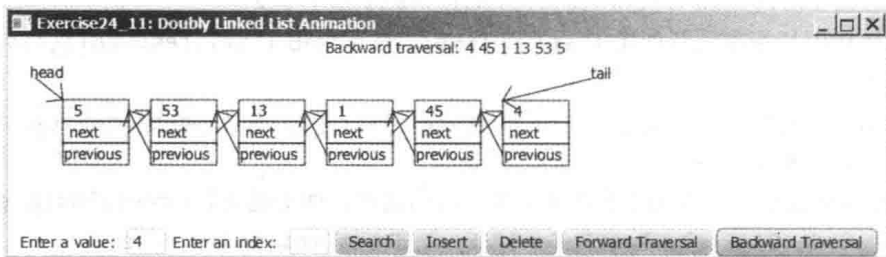 Exercise24_11: Doubly Linked List Animation
Backward traversal: 4 45 1 13 53 5
head tail
5 53 13 1 45 4
next next next next next next
previous previous previous previous previous previous
Enter a value: 4 Enter an index: Search Insert Delete Forward Traversal Backward Traversal